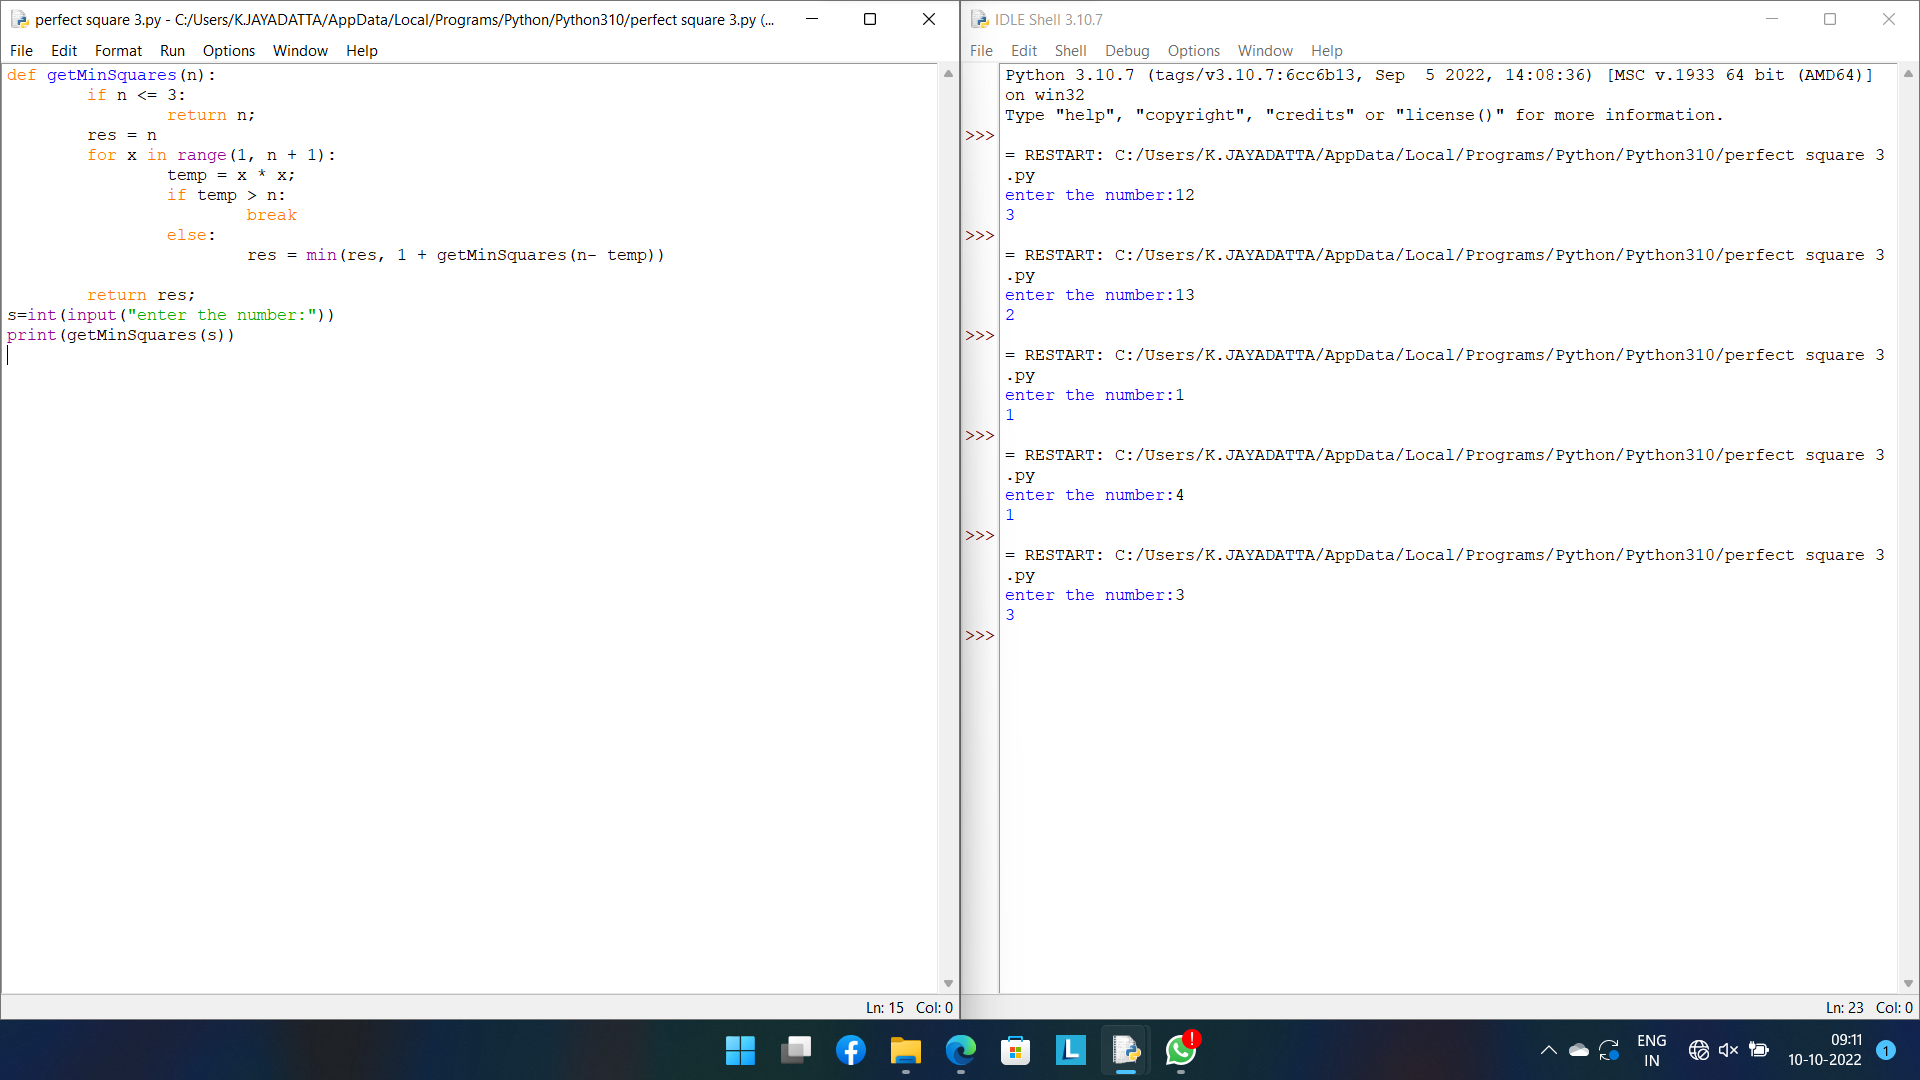 perfect square 3.py - C:/Users/K.JAYADATTA/AppData/Local/Programs/Python/Python310/perfect square 3.py (...
File Edit Format Run Options Window Help
def getMinSquares(n):
        if n <= 3:
                return n;
        res = n
        for x in range(1, n + 1):
                temp = x * x;
                if temp > n:
                        break
                else:
                        res = min(res, 1 + getMinSquares(n- temp))
        return res;
s=int(input("enter the number:"))
print(getMinSquares(s))
Ln: 15 Col: 0
IDLE Shell 3.10.7
File Edit Shell Debug Options Window Help
Python 3.10.7 (tags/v3.10.7:6cc6b13, Sep  5 2022, 14:08:36) [MSC v.1933 64 bit (AMD64)]
on win32
Type "help", "copyright", "credits" or "license()" for more information.
>>>
= RESTART: C:/Users/K.JAYADATTA/AppData/Local/Programs/Python/Python310/perfect square 3
.py
enter the number:12
3
>>>
= RESTART: C:/Users/K.JAYADATTA/AppData/Local/Programs/Python/Python310/perfect square 3
.py
enter the number:13
2
>>>
= RESTART: C:/Users/K.JAYADATTA/AppData/Local/Programs/Python/Python310/perfect square 3
.py
enter the number:1
1
>>>
= RESTART: C:/Users/K.JAYADATTA/AppData/Local/Programs/Python/Python310/perfect square 3
.py
enter the number:4
1
>>>
= RESTART: C:/Users/K.JAYADATTA/AppData/Local/Programs/Python/Python310/perfect square 3
.py
enter the number:3
3
>>>
Ln: 23 Col: 0
L
!
ENG
IN
09:11
10-10-2022
1